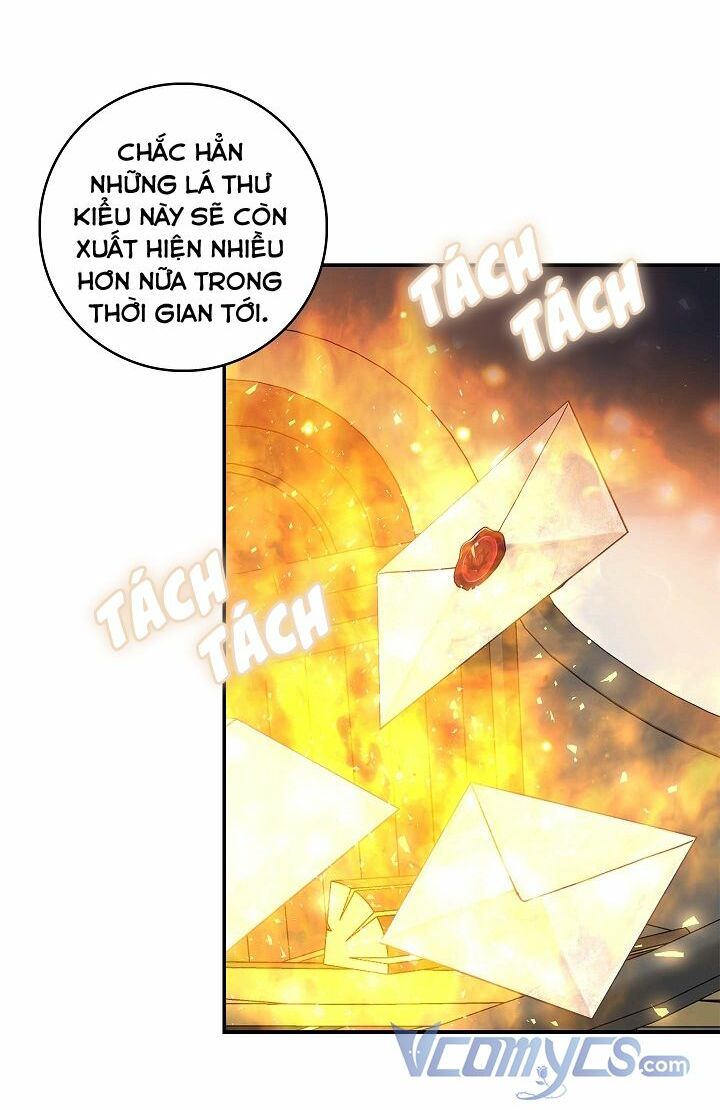 CHẮC HẲN
NHỮNG LÁ THƯ
KIỂU NÀY SẼ CÒN
XUẤT HIỆN NHIỀU
HƠN NỮA TRONG
THỜI GIAN TỚI.
TÁCH
TÁCH
TÁCH
TÁCH
VCOMYCS.com